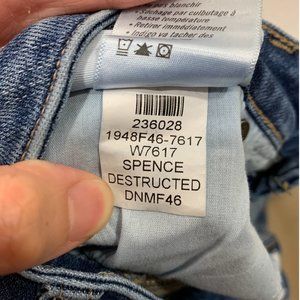 pas blanchir
• Séchage par culbutage à
basse température
• Retirer immédiatement
• Indigo va tacher des
236028
1948F46-7617
W7617
SPENCE
DESTRUCTED
DNMF46